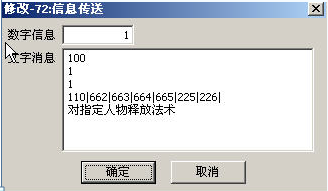 修改-72:信息传送
数字信息 1
文字消息 100
1
1
110|662|663|664|665|225|226|
对指定人物释放法术
确定 取消